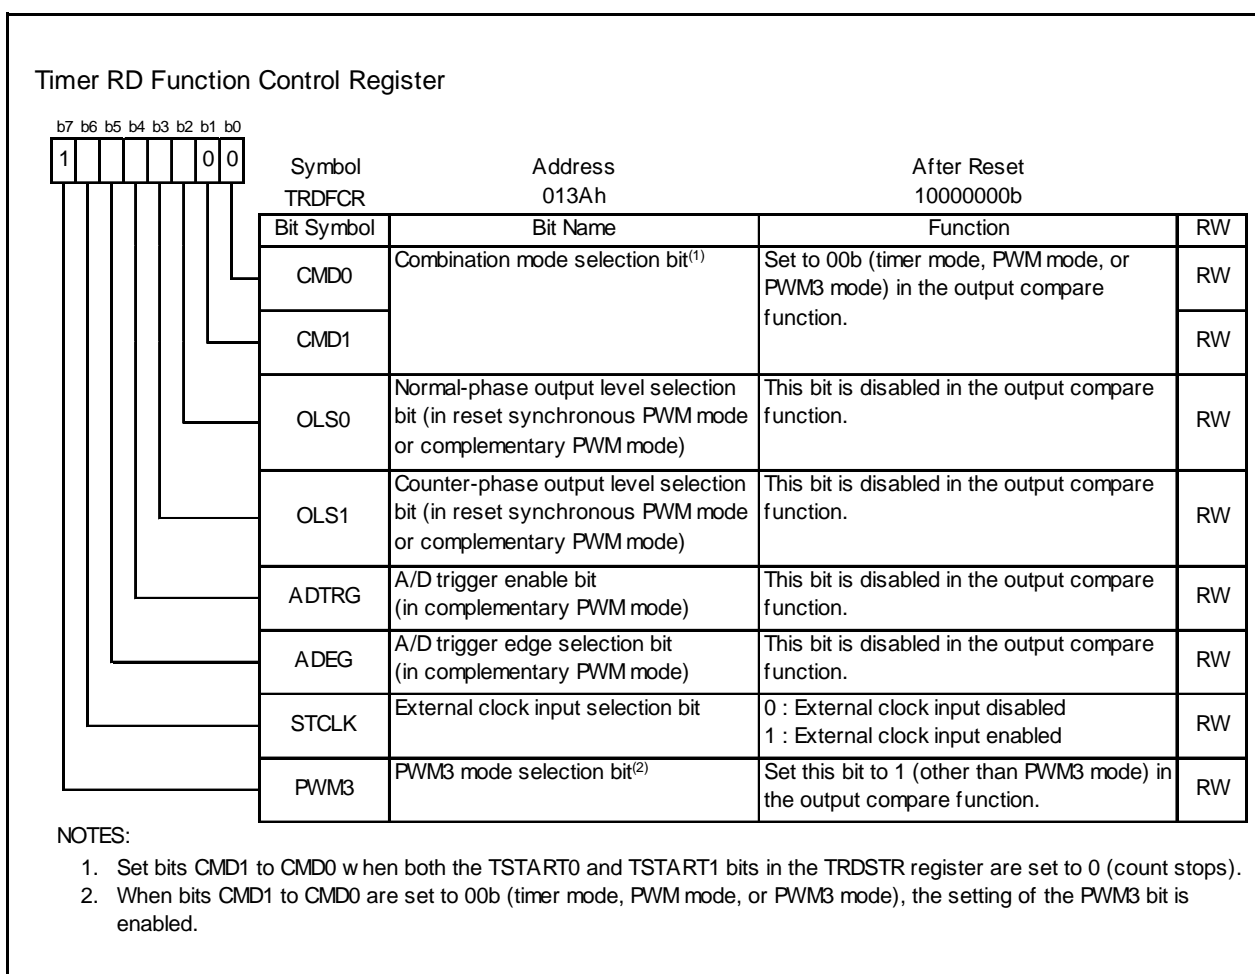 Timer RD Function Control Register
b7 b6 b5 b4 b3 b2 b1 b0
1 0 0
Symbol Address After Reset
TRDFCR 013Ah 10000000b
Bit Symbol Bit Name Function RW
CMD0 Combination mode selection bit(1) Set to 00b (timer mode, PWM mode, or RW
PWM3 mode) in the output compare
function.
CMD1 RW
Normal-phase output level selection This bit is disabled in the output compare
OLS0 bit (in reset synchronous PWM mode function. RW
or complementary PWM mode)
Counter-phase output level selection This bit is disabled in the output compare
OLS1 bit (in reset synchronous PWM mode function. RW
or complementary PWM mode)
ADTRG A/D trigger enable bit This bit is disabled in the output compare RW
(in complementary PWM mode) function.
ADEG A/D trigger edge selection bit This bit is disabled in the output compare RW
(in complementary PWM mode) function.
STCLK External clock input selection bit 0 : External clock input disabled RW
1 : External clock input enabled
PWM3 PWM3 mode selection bit(2) Set this bit to 1 (other than PWM3 mode) in RW
the output compare function.
NOTES:
1. Set bits CMD1 to CMD0 when both the TSTART0 and TSTART1 bits in the TRDSTR register are set to 0 (count stops).
2. When bits CMD1 to CMD0 are set to 00b (timer mode, PWM mode, or PWM3 mode), the setting of the PWM3 bit is
enabled.